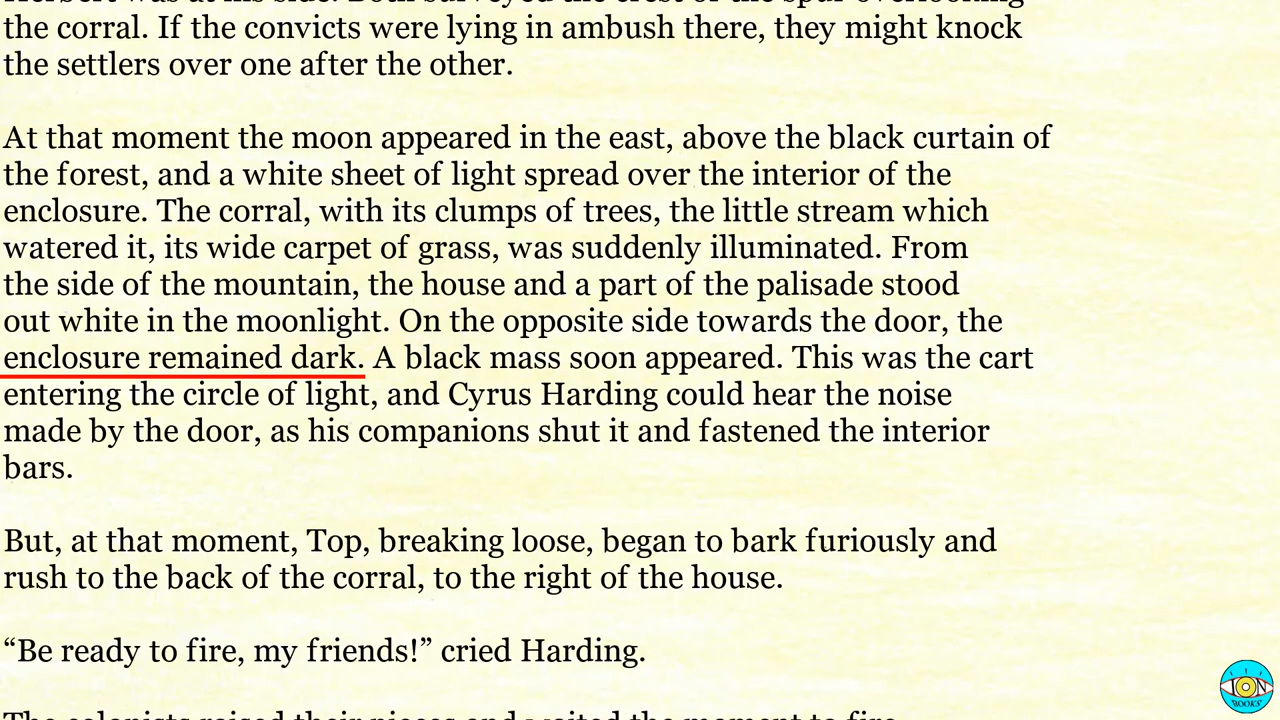 the corral. If the convicts were lying in ambush there, they might knock
the settlers over one after the other.
At that moment the moon appeared in the east, above the black curtain of
the forest, and a white sheet of light spread over the interior of the
enclosure. The corral, with its clumps of trees, the little stream which
watered it, its wide carpet of grass, was suddenly illuminated. From
the side of the mountain, the house and a part of the palisade stood
out white in the moonlight. On the opposite side towards the door, the
enclosure remained dark. A black mass soon appeared. This was the cart
entering the circle of light, and Cyrus Harding could hear the noise
made by the door, as his companions shut it and fastened the interior
bars.
But, at that moment, Top, breaking loose, began to bark furiously and
rush to the back of the corral, to the right of the house.
“Be ready to fire, my friends!” cried Harding.
ION
BOOKS